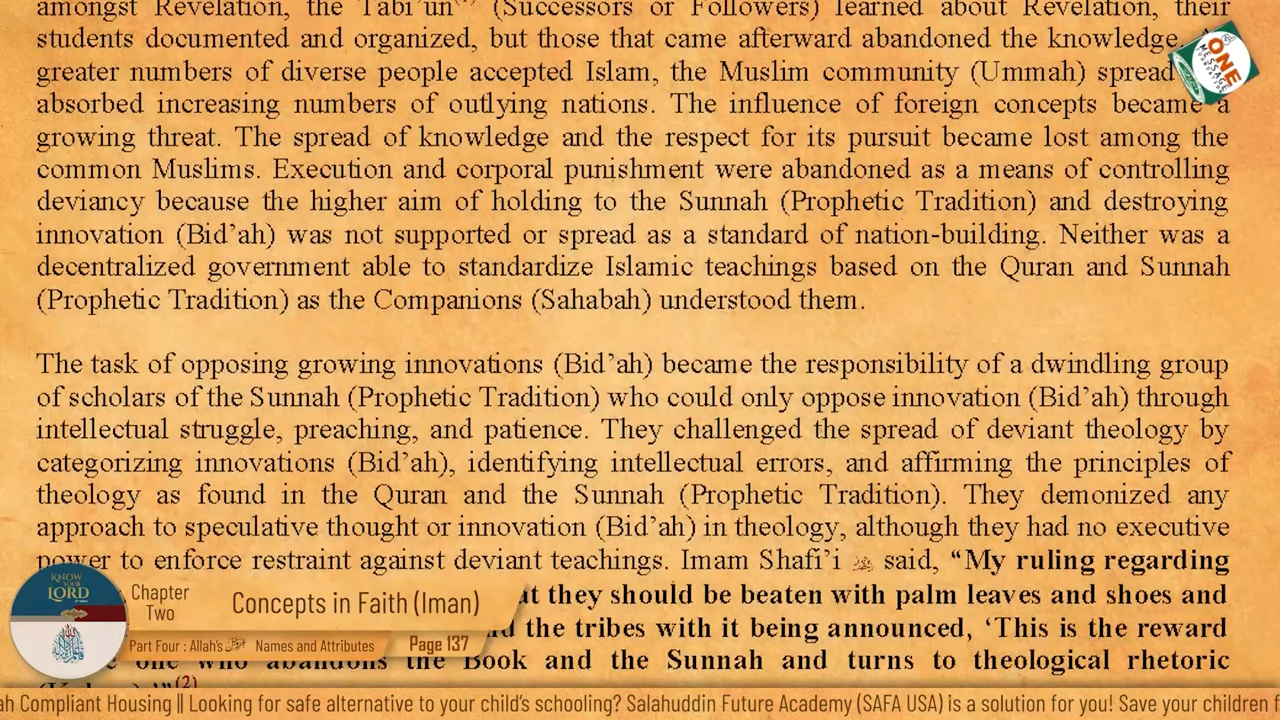 amongst Revelation, the Tabi'un (Successors or Followers) learned about Revelation, their
students documented and organized, but those that came afterward abandoned the knowledge.
greater numbers of diverse people accepted Islam, the Muslim community (Ummah) spread
absorbed increasing numbers of outlying nations. The influence of foreign concepts became a
growing threat. The spread of knowledge and the respect for its pursuit became lost among the
common Muslims. Execution and corporal punishment were abandoned as a means of controlling
deviancy because the higher aim of holding to the Sunnah (Prophetic Tradition) and destroying
innovation (Bid'ah) was not supported or spread as a standard of nation-building. Neither was a
decentralized government able to standardize Islamic teachings based on the Quran and Sunnah
(Prophetic Tradition) as the Companions (Sahabah) understood them.
The task of opposing growing innovations (Bid'ah) became the responsibility of a dwindling group
of scholars of the Sunnah (Prophetic Tradition) who could only oppose innovation (Bid'ah) through
intellectual struggle, preaching, and patience. They challenged the spread of deviant theology by
categorizing innovations (Bid'ah), identifying intellectual errors, and affirming the principles of
theology as found in the Quran and the Sunnah (Prophetic Tradition). They demonized any
approach to speculative thought or innovation (Bid'ah) in theology, although they had no executive
power to enforce restraint against deviant teachings. Imam Shafi'i said, "My ruling regarding
they should be beaten with palm leaves and shoes and
the tribes with it being announced, 'This is the reward
one who abandons the Book and the Sunnah and turns to theological rhetoric
(2)
ONE MESSAGE
KNOW YOUR LORD
Chapter Two
Concepts in Faith (Iman)
Part Four : Allah's Names and Attributes
Page 137
Compliant Housing || Looking for safe alternative to your child's schooling? Salahuddin Future Academy (SAFA USA) is a solution for you! Save your children